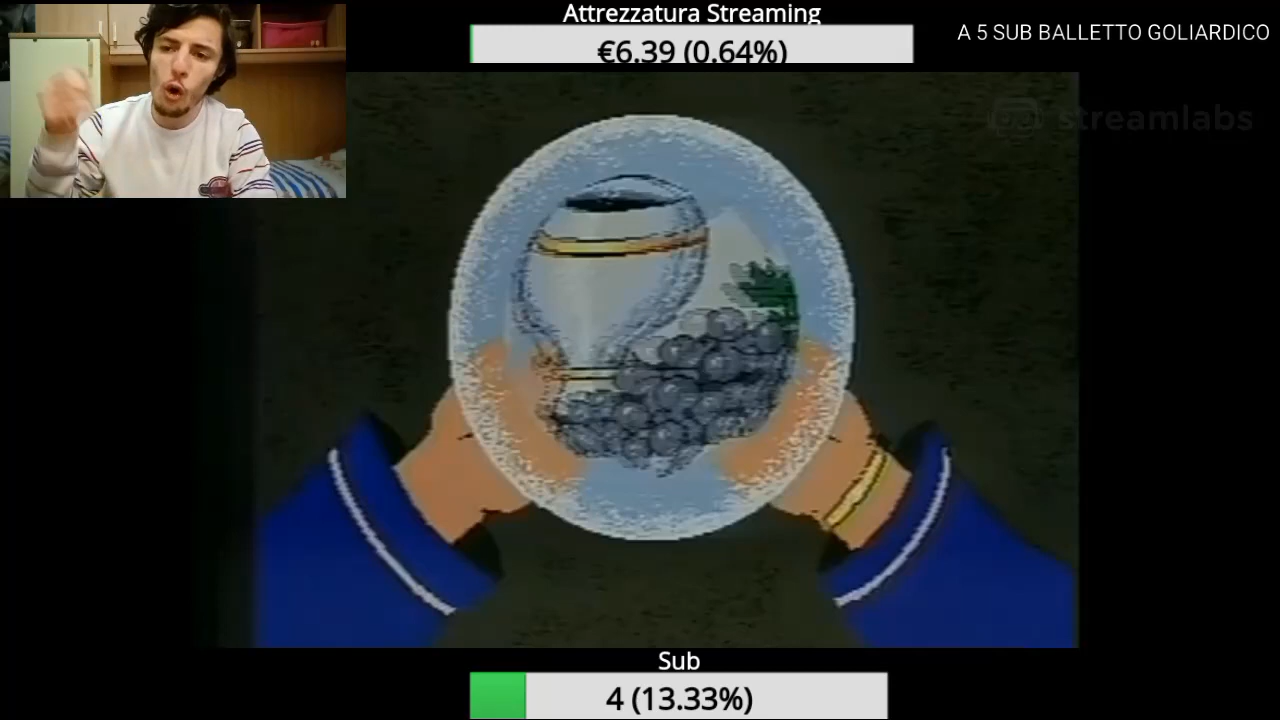 Attrezzatura Streaming
€6.39 (0.64%)
A 5 SUB BALLETTO GOLIARDICO
streamlabs
Sub
4 (13.33%)